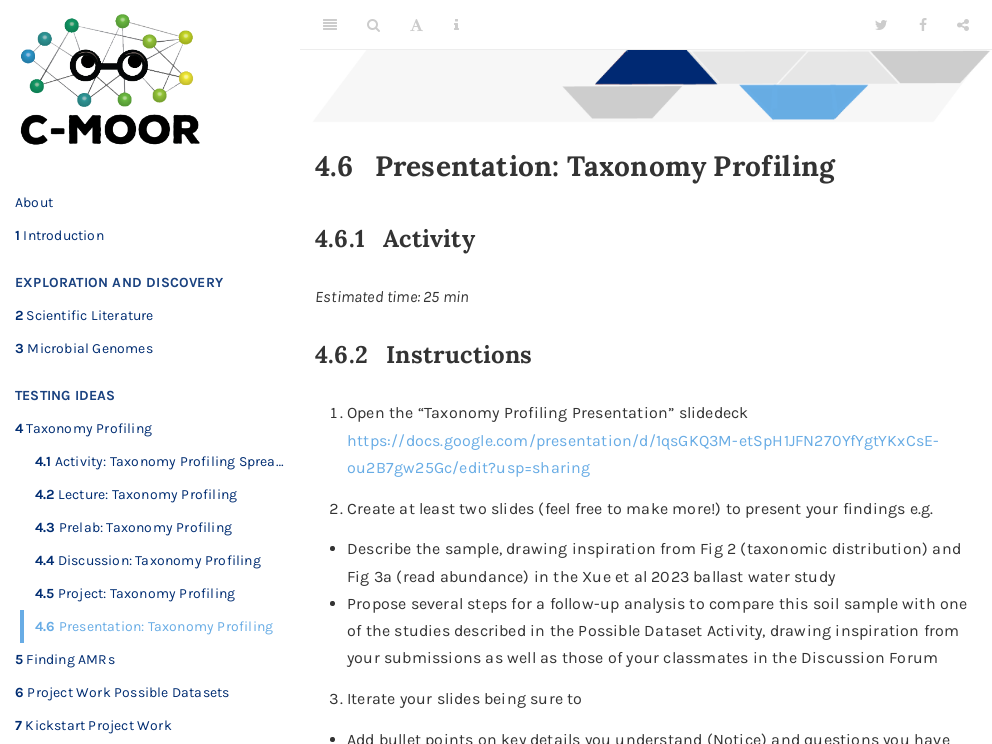 C-MOOR
About
1 Introduction
EXPLORATION AND DISCOVERY
2 Scientific Literature
3 Microbial Genomes
TESTING IDEAS
4 Taxonomy Profiling
4.1 Activity: Taxonomy Profiling Sprea…
4.2 Lecture: Taxonomy Profiling
4.3 Prelab: Taxonomy Profiling
4.4 Discussion: Taxonomy Profiling
4.5 Project: Taxonomy Profiling
4.6 Presentation: Taxonomy Profiling
5 Finding AMRs
6 Project Work Possible Datasets
7 Kickstart Project Work
4.6 Presentation: Taxonomy Profiling
4.6.1 Activity
Estimated time: 25 min
4.6.2 Instructions
1. Open the “Taxonomy Profiling Presentation” slidedeck
https://docs.google.com/presentation/d/1qsGKQ3M-etSpH1JFN270YfYgtYKxCsE-
ou2B7gw25Gc/edit?usp=sharing
2. Create at least two slides (feel free to make more!) to present your findings e.g.
• Describe the sample, drawing inspiration from Fig 2 (taxonomic distribution) and
Fig 3a (read abundance) in the Xue et al 2023 ballast water study
• Propose several steps for a follow-up analysis to compare this soil sample with one
of the studies described in the Possible Dataset Activity, drawing inspiration from
your submissions as well as those of your classmates in the Discussion Forum
3. Iterate your slides being sure to
• Add bullet points on key details you understand (Notice) and questions you have